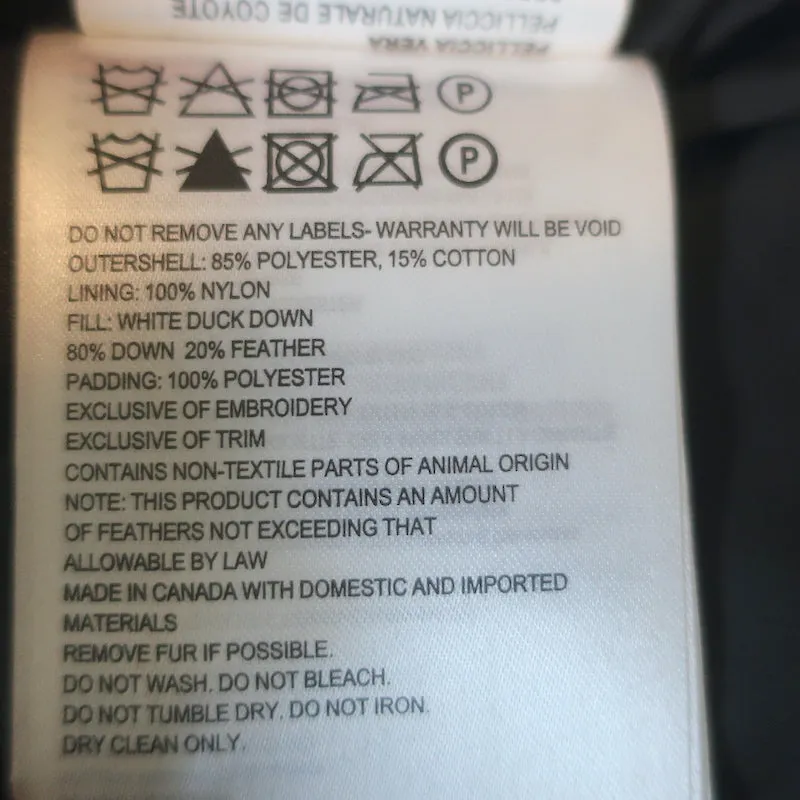 PELLICCIA NATURALE DE COYOTE
PELLICCIA VERA
P
P
DO NOT REMOVE ANY LABELS- WARRANTY WILL BE VOID
OUTERSHELL: 85% POLYESTER, 15% COTTON
LINING: 100% NYLON
FILL: WHITE DUCK DOWN
80% DOWN 20% FEATHER
PADDING: 100% POLYESTER
EXCLUSIVE OF EMBROIDERY
EXCLUSIVE OF TRIM
CONTAINS NON-TEXTILE PARTS OF ANIMAL ORIGIN
NOTE: THIS PRODUCT CONTAINS AN AMOUNT
OF FEATHERS NOT EXCEEDING THAT
ALLOWABLE BY LAW
MADE IN CANADA WITH DOMESTIC AND IMPORTED
MATERIALS
REMOVE FUR IF POSSIBLE.
DO NOT WASH. DO NOT BLEACH.
DO NOT TUMBLE DRY. DO NOT IRON.
DRY CLEAN ONLY.